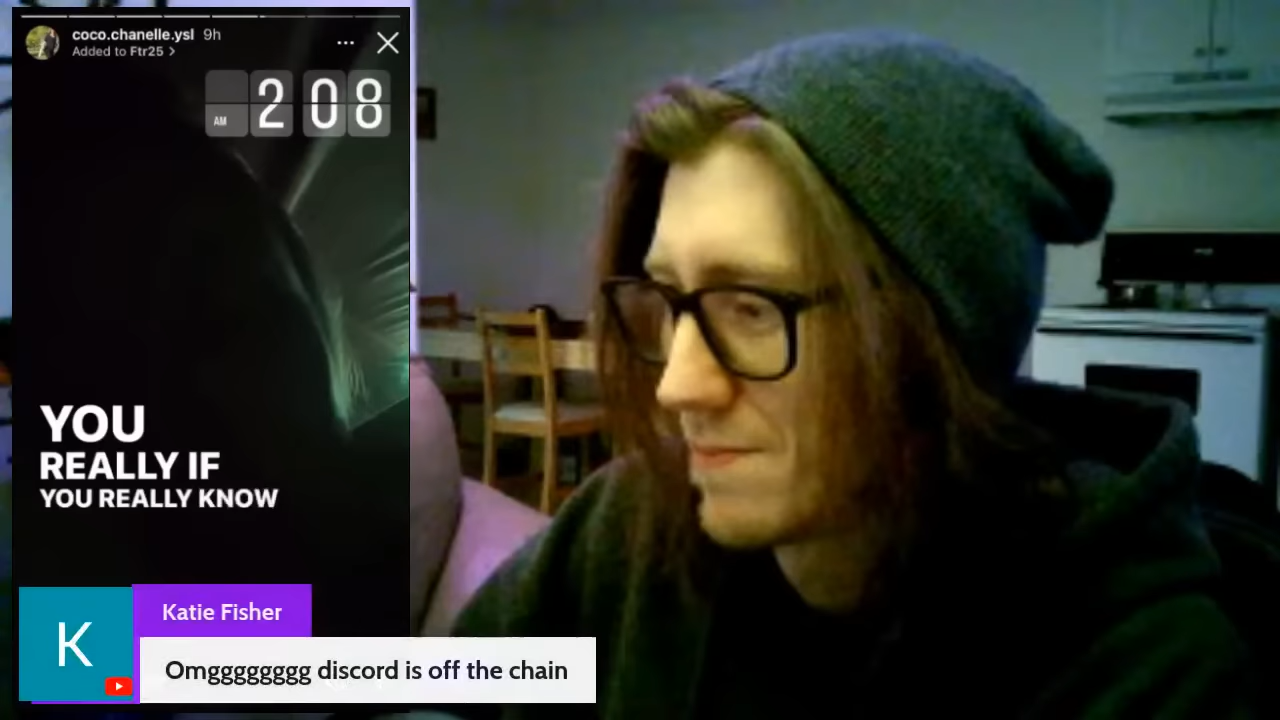 coco.chanelle.ysl 9h
Added to Ftr25 >
AM 2 08
YOU
REALLY IF
YOU REALLY KNOW
K
Katie Fisher
Omgggggggg discord is off the chain